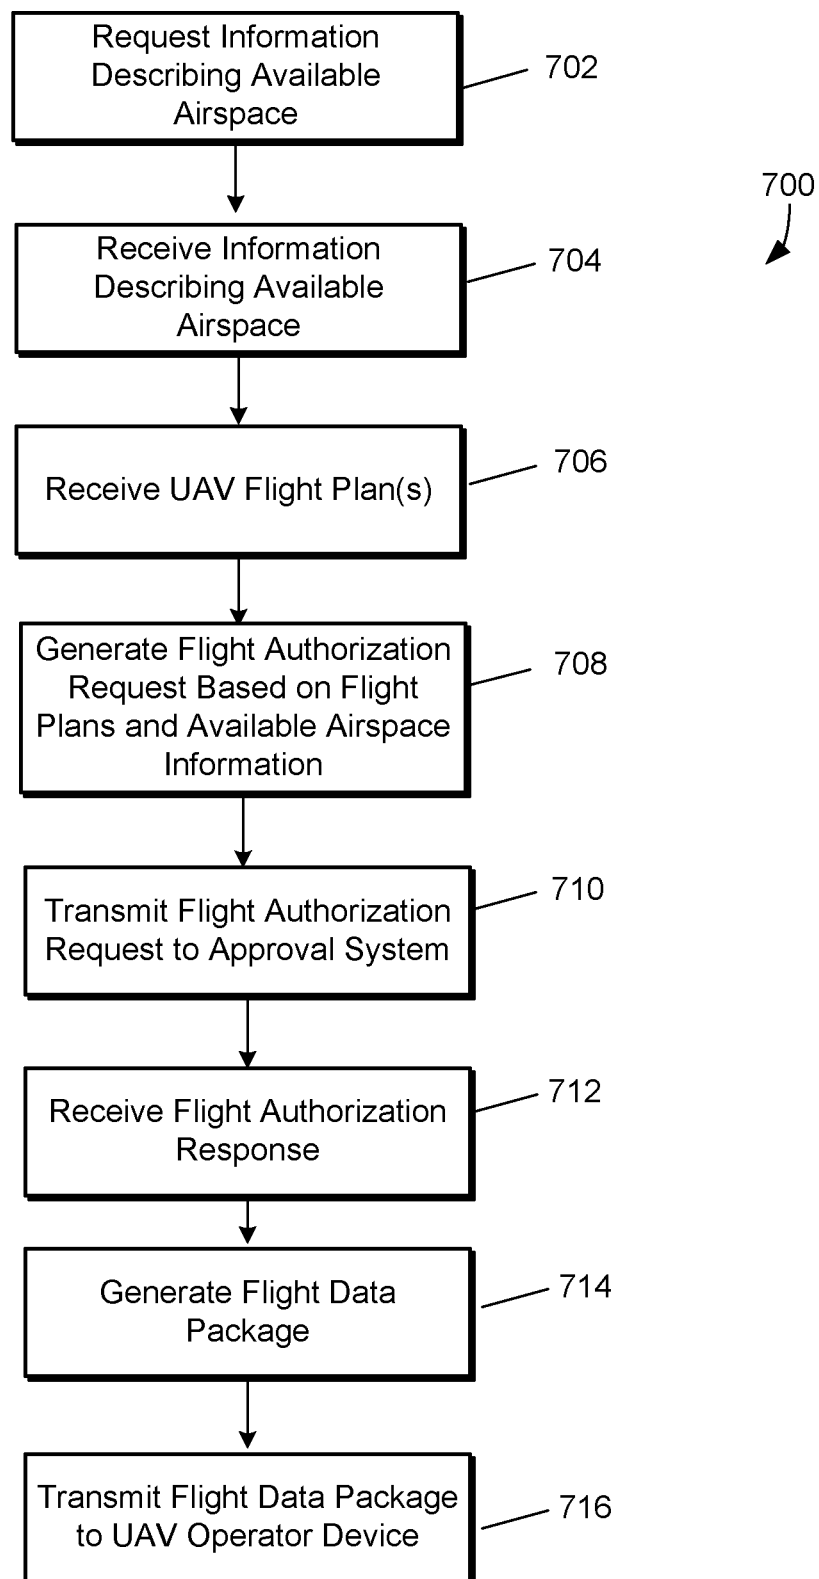 Request Information
Describing Available
Airspace
702
700
Receive Information
Describing Available
Airspace
704
Receive UAV Flight Plan(s)
706
Generate Flight Authorization
Request Based on Flight
Plans and Available Airspace
Information
708
Transmit Flight Authorization
Request to Approval System
710
Receive Flight Authorization
Response
712
Generate Flight Data
Package
714
Transmit Flight Data Package
to UAV Operator Device
716